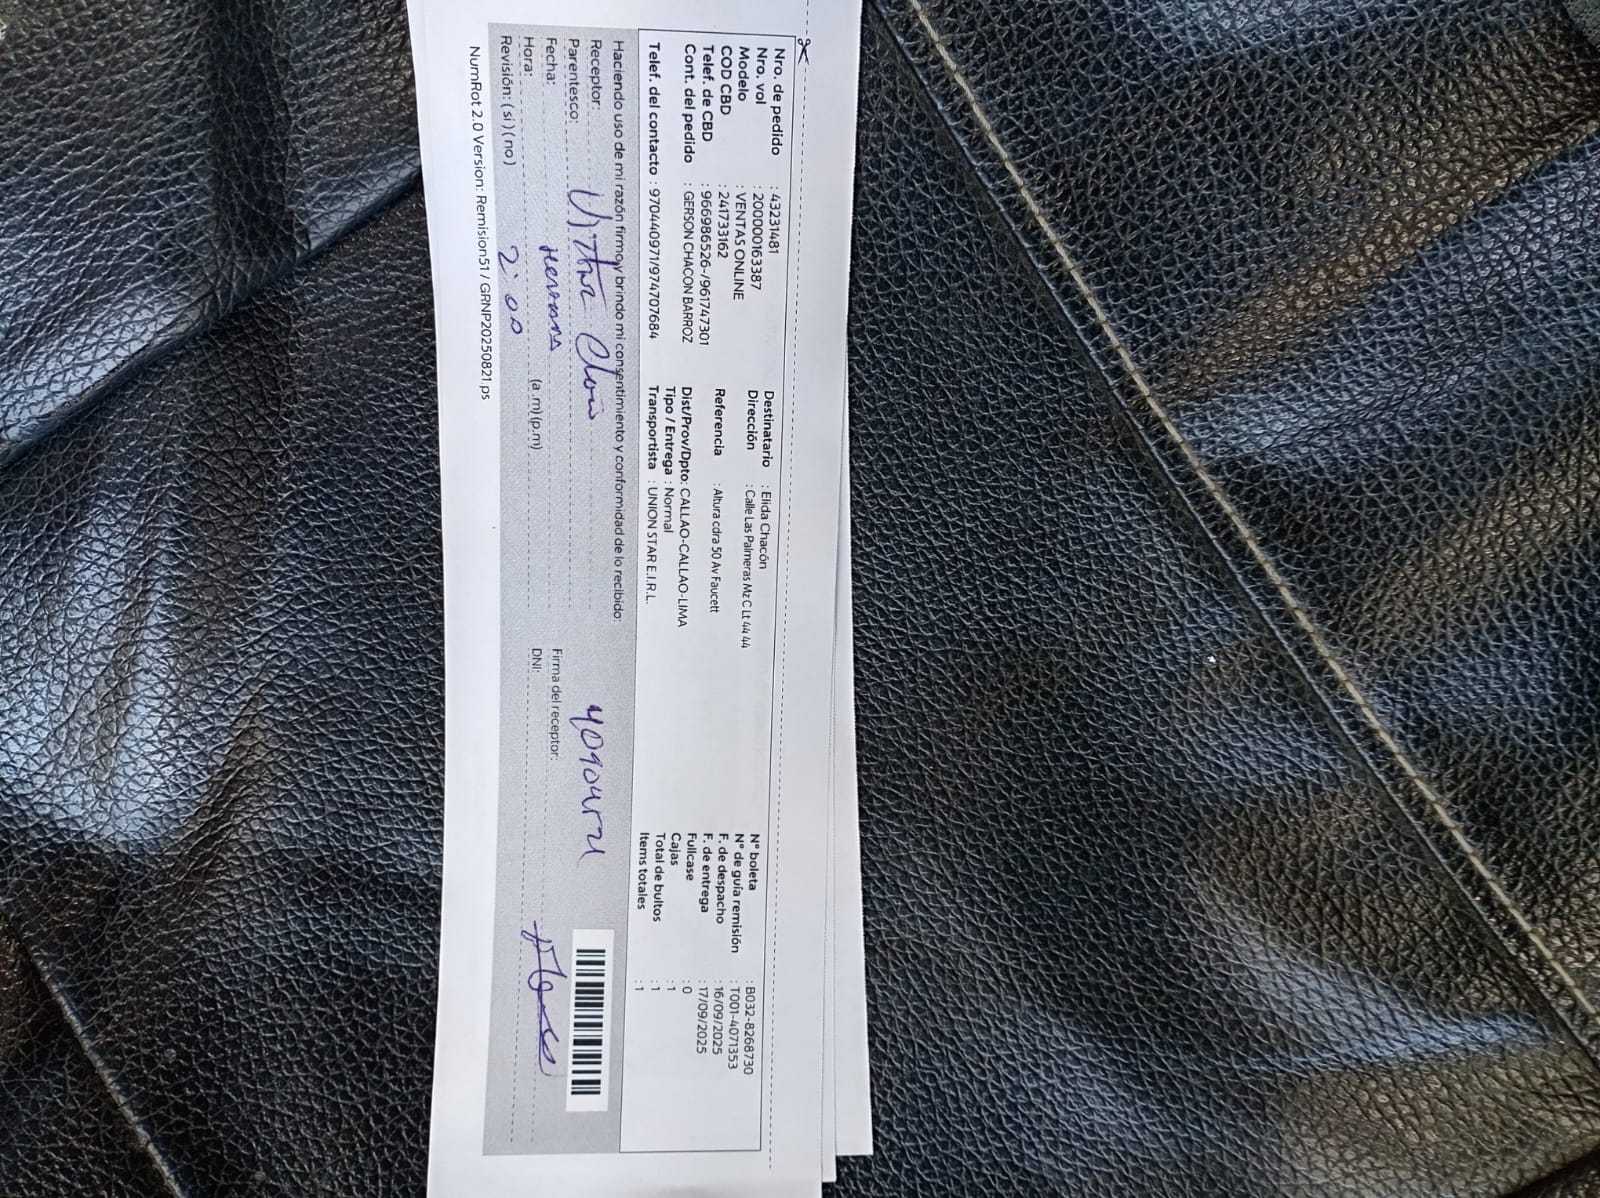 Nro. de pedido : 43231481
Nro. vol : 200000163387
Modelo : VENTAS ONLINE
COD CBD : 241733162
Telef. de CBD : 966986526-/961747301
Cont. del pedido : GERSON CHACON BARROZ
Telef. del contacto : 970440971/974707684
Destinatario : Elida Chacón
Dirección : Calle Las Palmeras Mz C Lt 44 44
Referencia : Altura cdra 50 Av Faucett
Dist/Prov/Dpto: CALLAO-CALLAO-LIMA
Tipo / Entrega : Normal
Transportista : UNION STAR E.I.R.L.
N° boleta : B032-8268730
N° de guía remisión : T001-4071353
F. de despacho : 16/09/2025
F. de entrega : 17/09/2025
Fullcase : 0
Cajas : 1
Total de bultos : 1
Items totales : 1
Haciendo uso de mi razón firmo y brindo mi consentimiento y conformidad de lo recibido:
Receptor:
Parentesco:
Fecha:
Hora: 2:00 (a.m)(p.m)
Revisión: (si)(no)
Firma del receptor:
DNI:
NumRot 2.0 Version: Remision51 / GRNP20250821.ps